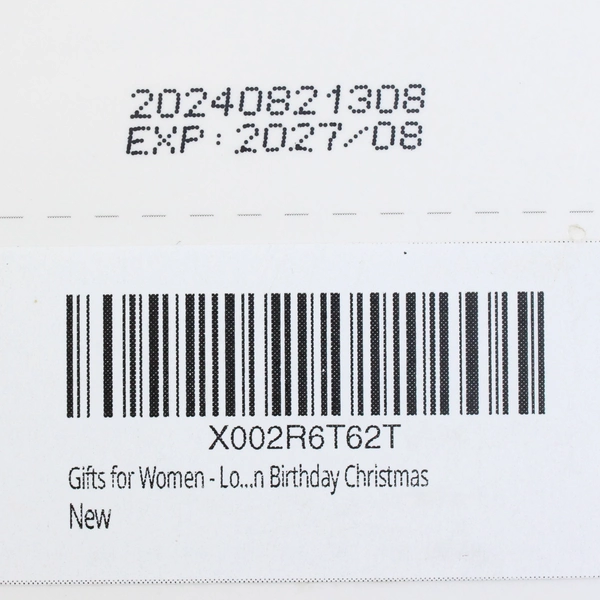 20240821308
EXP:2027/08
X002R6T62T
Gifts for Women - Lo...n Birthday Christmas
New